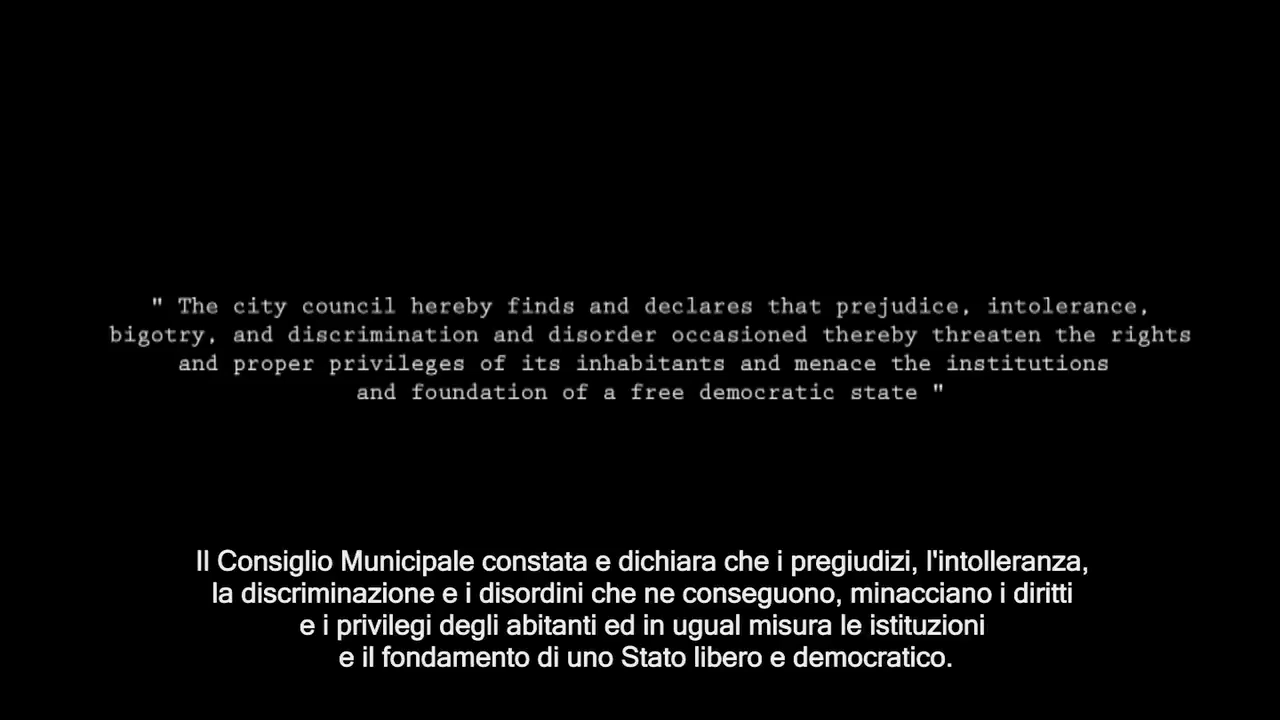 " The city council hereby finds and declares that prejudice, intolerance,
bigotry, and discrimination and disorder occasioned thereby threaten the rights
and proper privileges of its inhabitants and menace the institutions
and foundation of a free democratic state "
Il Consiglio Municipale constata e dichiara che i pregiudizi, l'intolleranza,
la discriminazione e i disordini che ne conseguono, minacciano i diritti
e i privilegi degli abitanti ed in ugual misura le istituzioni
e il fondamento di uno Stato libero e democratico.